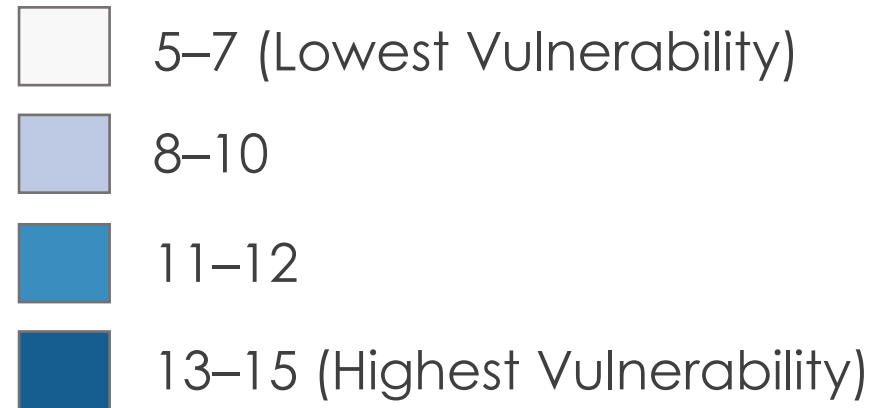 5–7 (Lowest Vulnerability)
8–10
11–12
13–15 (Highest Vulnerability)